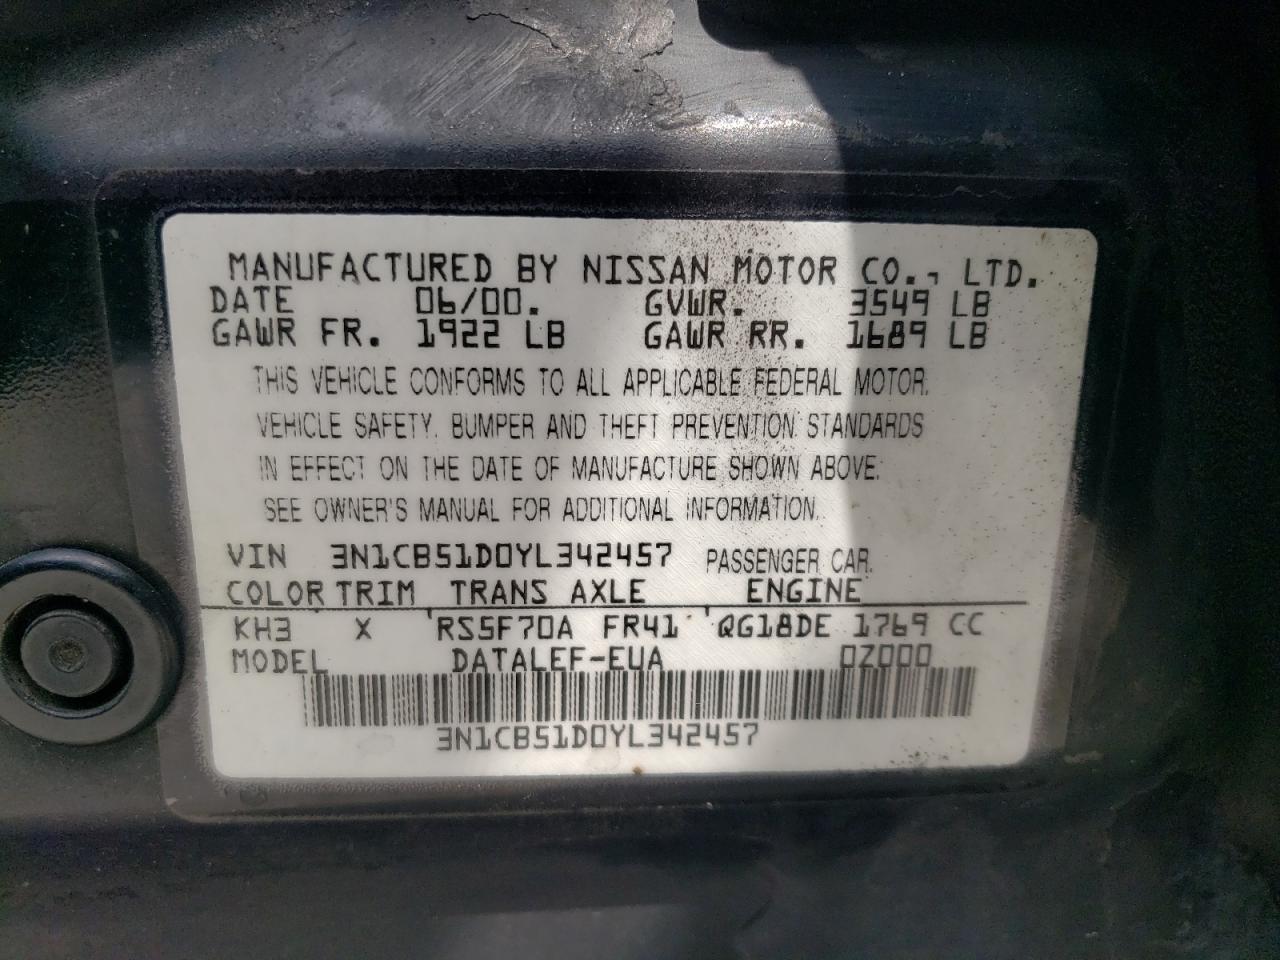 MANUFACTURED BY NISSAN MOTOR CO., LTD.
DATE 06/00. GVWR. 3549 LB
GAWR FR. 1922 LB GAWR RR. 1689 LB
THIS VEHICLE CONFORMS TO ALL APPLICABLE FEDERAL MOTOR.
VEHICLE SAFETY, BUMPER AND THEFT PREVENTION STANDARDS
IN EFFECT ON THE DATE OF MANUFACTURE SHOWN ABOVE.
SEE OWNER'S MANUAL FOR ADDITIONAL INFORMATION.
VIN 3N1CB51D0YL342457 PASSENGER CAR.
COLOR TRIM TRANS AXLE ENGINE
KH3 X RS5F70A FR41 QG18DE 1769 CC
MODEL DATALEF-EUA 0Z000
3N1CB51D0YL342457